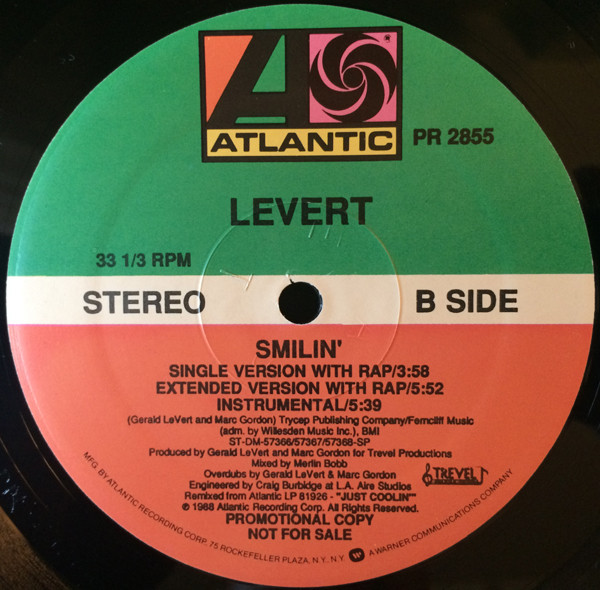 ATLANTIC
PR 2855
LEVERT
33 1/3 RPM
STEREO
B SIDE
SMILIN'
SINGLE VERSION WITH RAP/3:58
EXTENDED VERSION WITH RAP/5:52
INSTRUMENTAL/5:39
(Gerald LeVert and Marc Gordon) Trycep Publishing Company/Ferncliff Music
(adm. by Willesden Music Inc.), BMI
ST-DM-57366/57367/57368-SP
Produced by Gerald LeVert and Marc Gordon for Trevel Productions
Mixed by Merlin Bobb
Overdubs by Gerald LeVert & Marc Gordon
Engineered by Craig Burbidge at L.A. Aire Studios
Remixed from Atlantic LP 81926 - "JUST COOLIN'"
℗ 1988 Atlantic Recording Corp. All Rights Reserved.
PROMOTIONAL COPY
NOT FOR SALE
TREVEL
MFG. BY ATLANTIC RECORDING CORP. 75 ROCKEFELLER PLAZA, N.Y. N.Y. A WARNER COMMUNICATIONS COMPANY